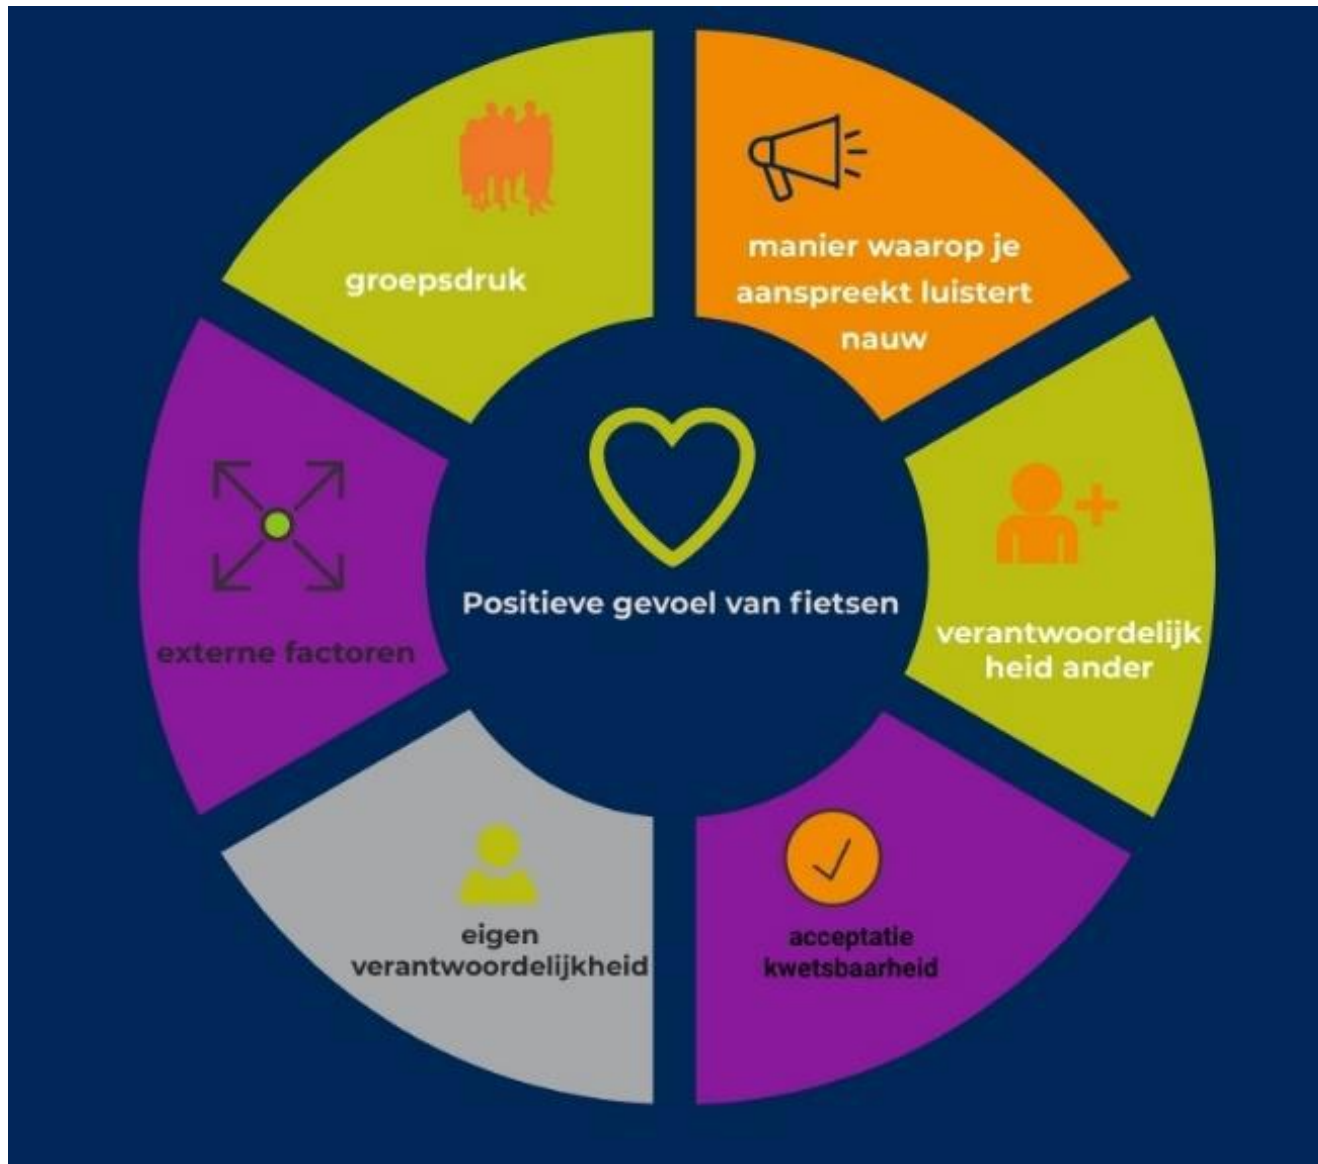 groepsdruk
manier waarop je
aanspreekt luistert
nauw
externe factoren
Positieve gevoel van fietsen
verantwoordelijk
heid ander
eigen
verantwoordelijkheid
acceptatie
kwetsbaarheid